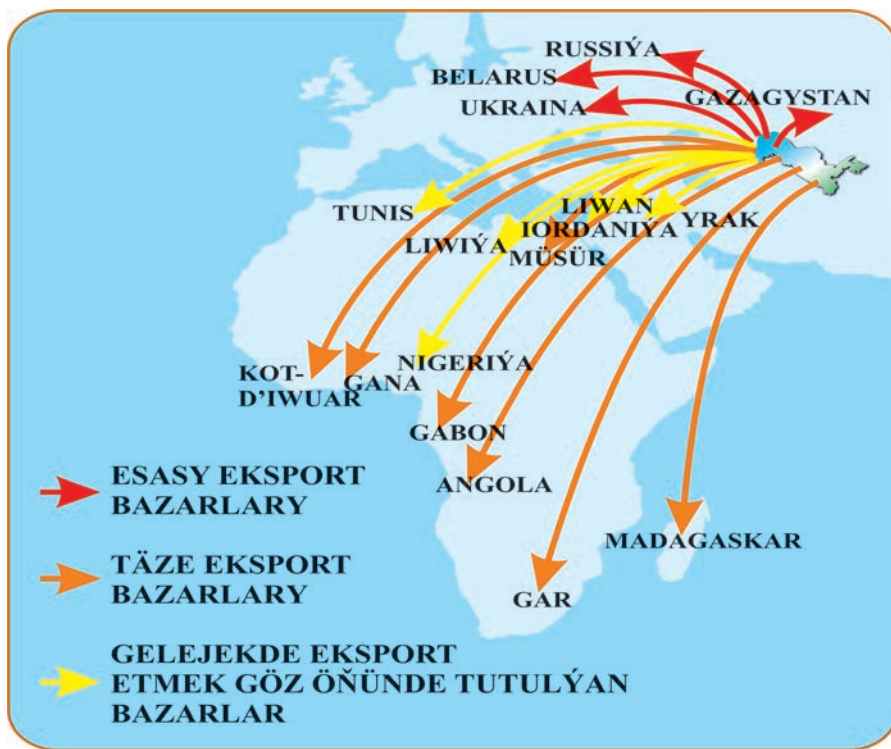 RUSSIÝA
BELARUS
GAZAGYSTAN
UKRAINA
TUNIS
LIWAN
YRAK
LIWIÝA
IORDANIÝA
MÜSÜR
KOT-
D’IWUAR
GANA
NIGERIÝA
GABON
ANGOLA
MADAGASKAR
GAR
ESASY EKSPORT
BAZARLARY
TÄZE EKSPORT
BAZARLARY
GELEJEKDE EKSPORT
ETMEK GÖZ ÖŇÜNDE TUTULÝAN
BAZARLAR